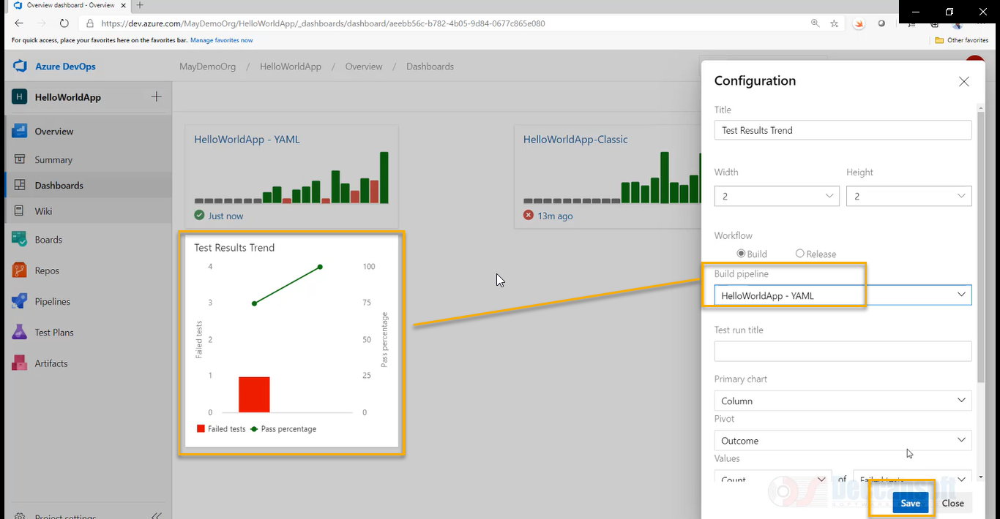 Overview dashboard - Overview
https://dev.azure.com/MayDemoOrg/HelloWorldApp/_dashboards/dashboard/aeebb56c-b782-4b05-9d84-0677c865e080
For quick access, place your favorites here on the favorites bar. Manage favorites now
Other favorites
Azure DevOps
MayDemoOrg / HelloWorldApp / Overview / Dashboards
H HelloWorldApp
Overview
Summary
Dashboards
Wiki
Boards
Repos
Pipelines
Test Plans
Artifacts
Project settings
HelloWorldApp - YAML
Just now
HelloWorldApp-Classic
13m ago
Test Results Trend
4 100
3 75
2 50
1 25
0 0
Failed tests
Pass percentage
Failed tests Pass percentage
Configuration
Title
Test Results Trend
Width Height
2 2
Workflow
Build Release
Build pipeline
HelloWorldApp - YAML
Test run title
Primary chart
Column
Pivot
Outcome
Values
Count of Failed tests
Save Close